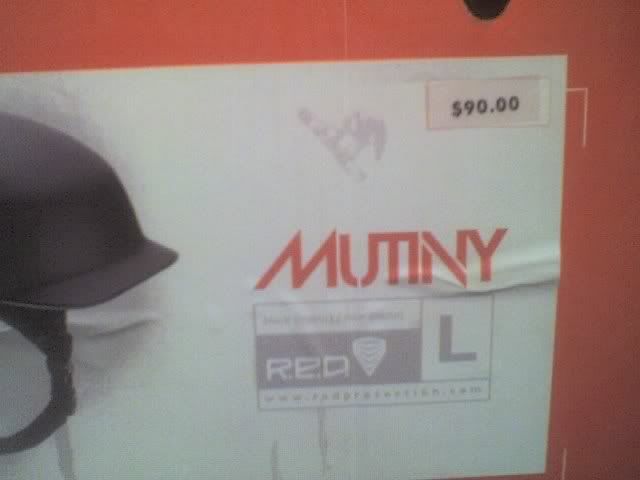 $90.00
MUTINY
L
R.E.D.
www.redprotection.com